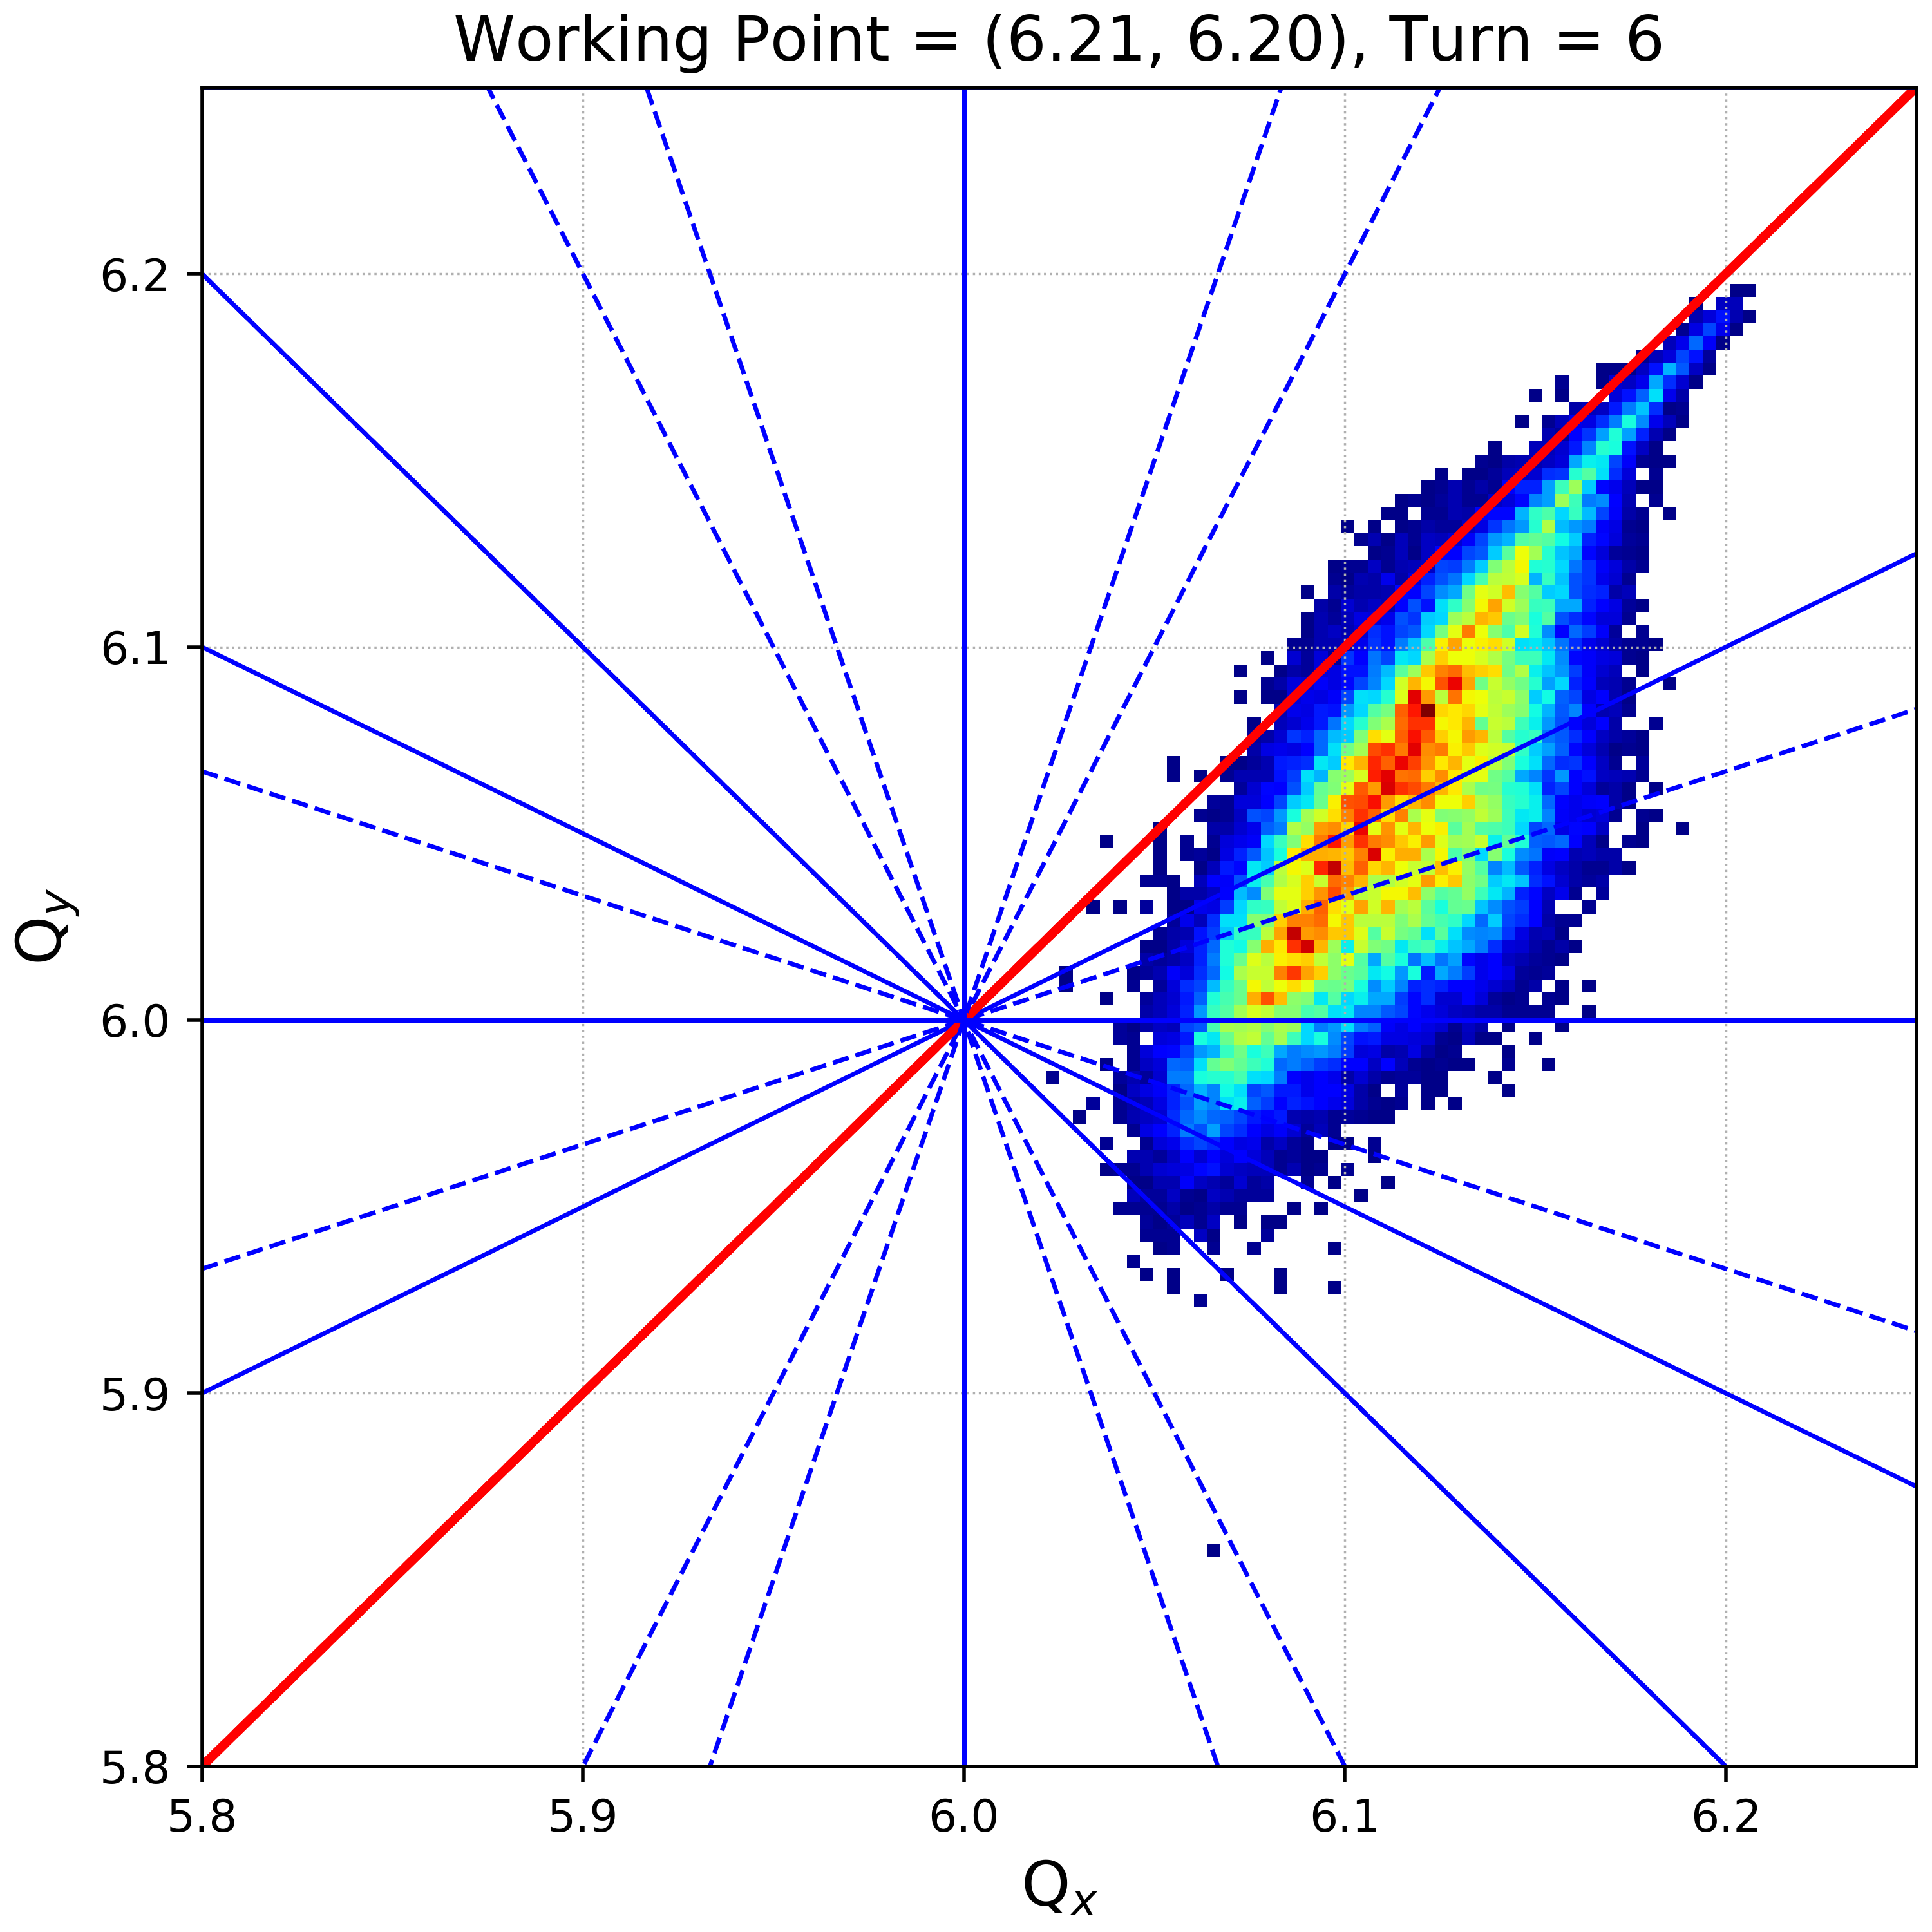 Working Point = (6.21, 6.20), Turn = 6
6.2
6.1
6.0
5.9
5.8
Qy
5.8 5.9 6.0 6.1 6.2
Qx